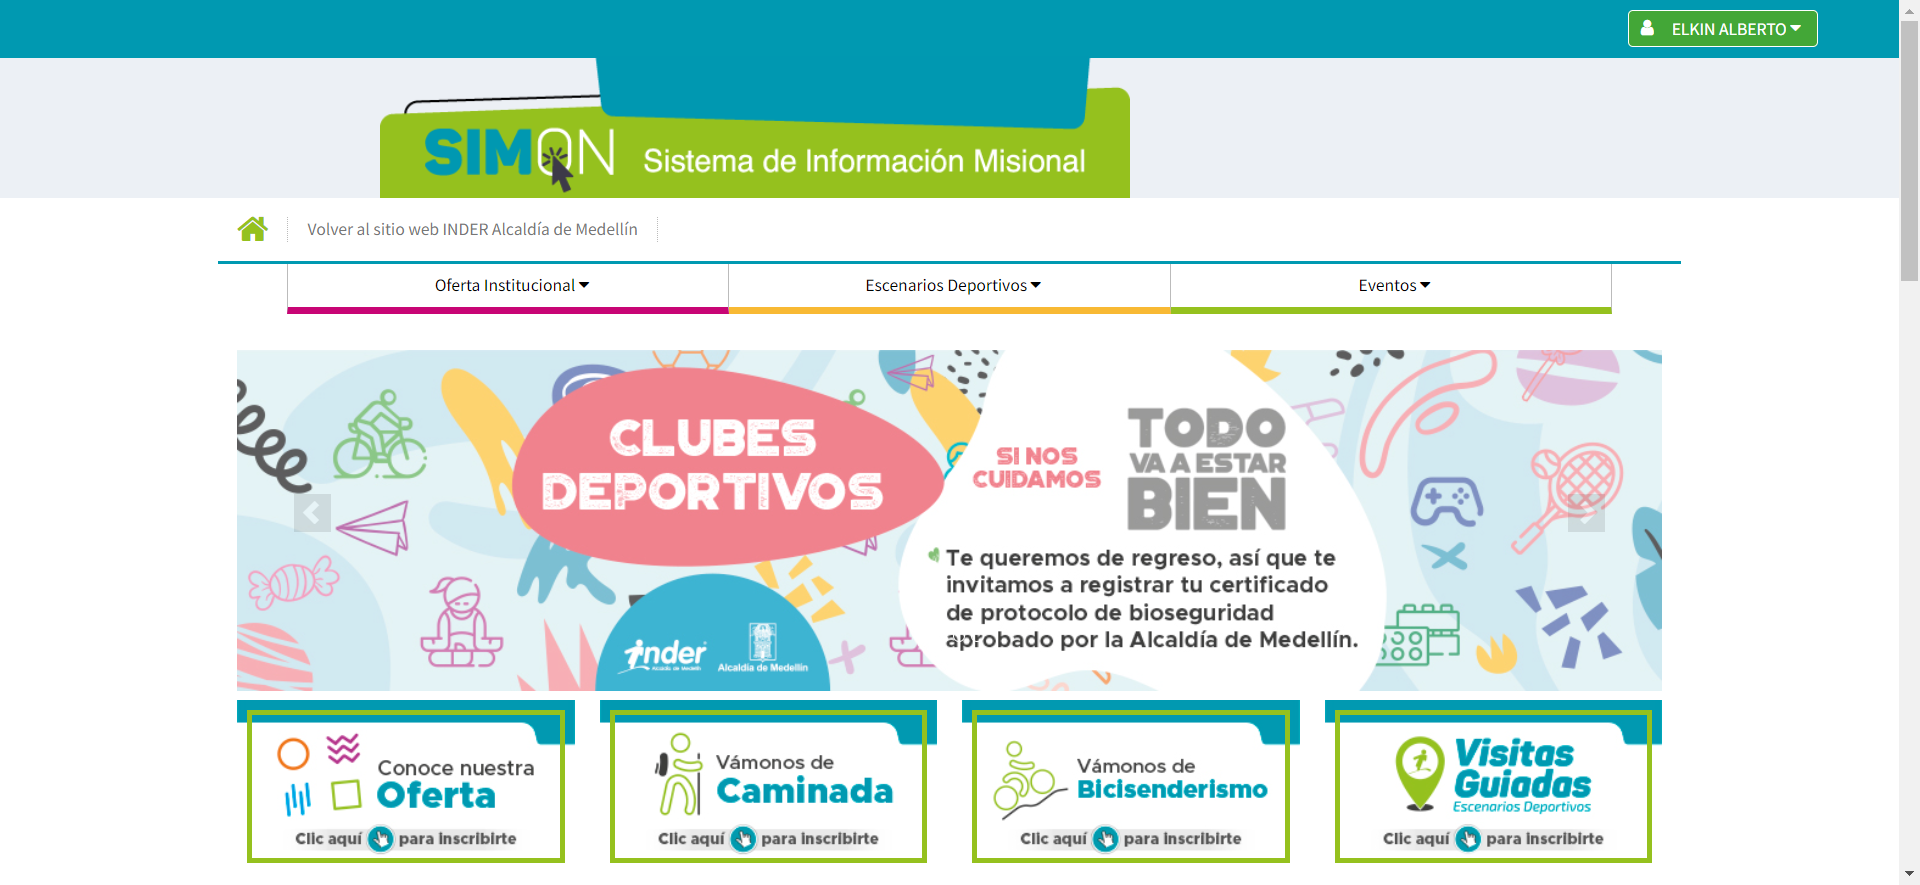 ELKIN ALBERTO
SIMON Sistema de Información Misional
Volver al sitio web INDER Alcaldía de Medellín
Oferta Institucional
Escenarios Deportivos
Eventos
CLUBES
DEPORTIVOS
SI NOS
CUIDAMOS
TODO
VA A ESTAR
BIEN
Te queremos de regreso, así que te
invitamos a registrar tu certificado
de protocolo de bioseguridad
aprobado por la Alcaldía de Medellín.
inder
Alcaldía de Medellín
Alcaldía de Medellín
Conoce nuestra
Oferta
Clic aquí para inscribirte
Vámonos de
Caminada
Clic aquí para inscribirte
Vámonos de
Bicisenderismo
Clic aquí para inscribirte
Visitas
Guiadas
Escenarios Deportivos
Clic aquí para inscribirte